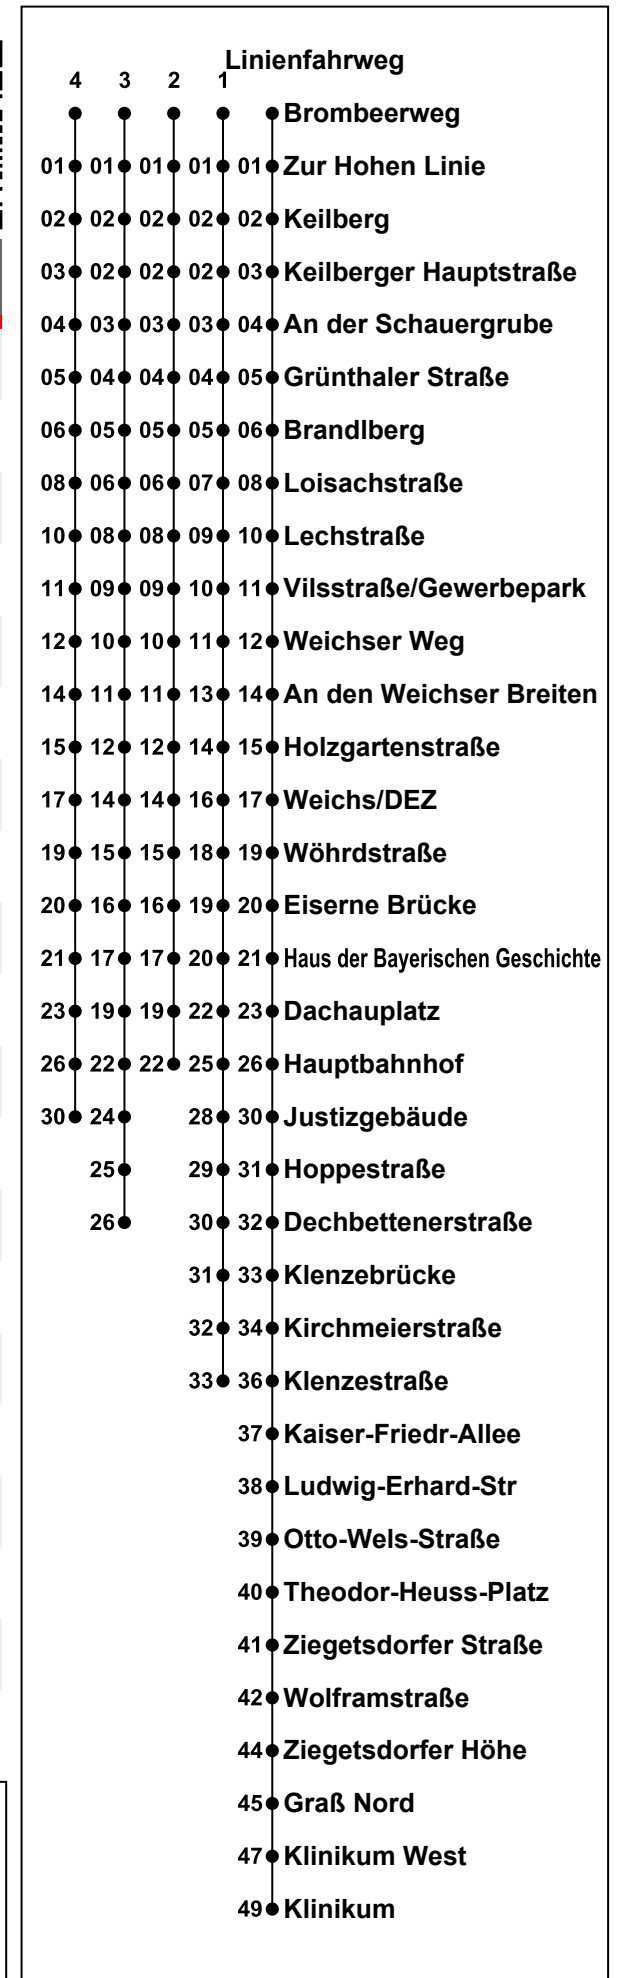 Linienfahrweg
4 3 2 1
Brombeerweg
01 01 01 01 01 Zur Hohen Linie
02 02 02 02 02 Keilberg
03 02 02 02 03 Keilberger Hauptstraße
04 03 03 03 04 An der Schauergrube
05 04 04 04 05 Grünthaler Straße
06 05 05 05 06 Brandlberg
08 06 06 07 08 Loisachstraße
10 08 08 09 10 Lechstraße
11 09 09 10 11 Vilsstraße/Gewerbepark
12 10 10 11 12 Weichser Weg
14 11 11 13 14 An den Weichser Breiten
15 12 12 14 15 Holzgartenstraße
17 14 14 16 17 Weichs/DEZ
19 15 15 18 19 Wöhrdstraße
20 16 16 19 20 Eiserne Brücke
21 17 17 20 21 Haus der Bayerischen Geschichte
23 19 19 22 23 Dachauplatz
26 22 22 25 26 Hauptbahnhof
30 24 28 30 Justizgebäude
25 29 31 Hoppestraße
26 30 32 Dechbettenerstraße
31 33 Klenzebrücke
32 34 Kirchmeierstraße
33 36 Klenzestraße
37 Kaiser-Friedr-Allee
38 Ludwig-Erhard-Str
39 Otto-Wels-Straße
40 Theodor-Heuss-Platz
41 Ziegetsdorfer Straße
42 Wolframstraße
44 Ziegetsdorfer Höhe
45 Graß Nord
47 Klinikum West
49 Klinikum